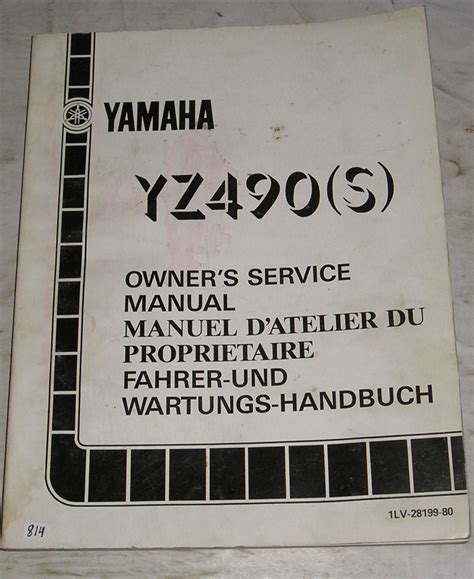 YAMAHA
YZ490(S)
OWNER'S SERVICE
MANUAL
MANUEL D'ATELIER DU
PROPRIETAIRE
FAHRER-UND
WARTUNGS-HANDBUCH
1LV-28199-80
814